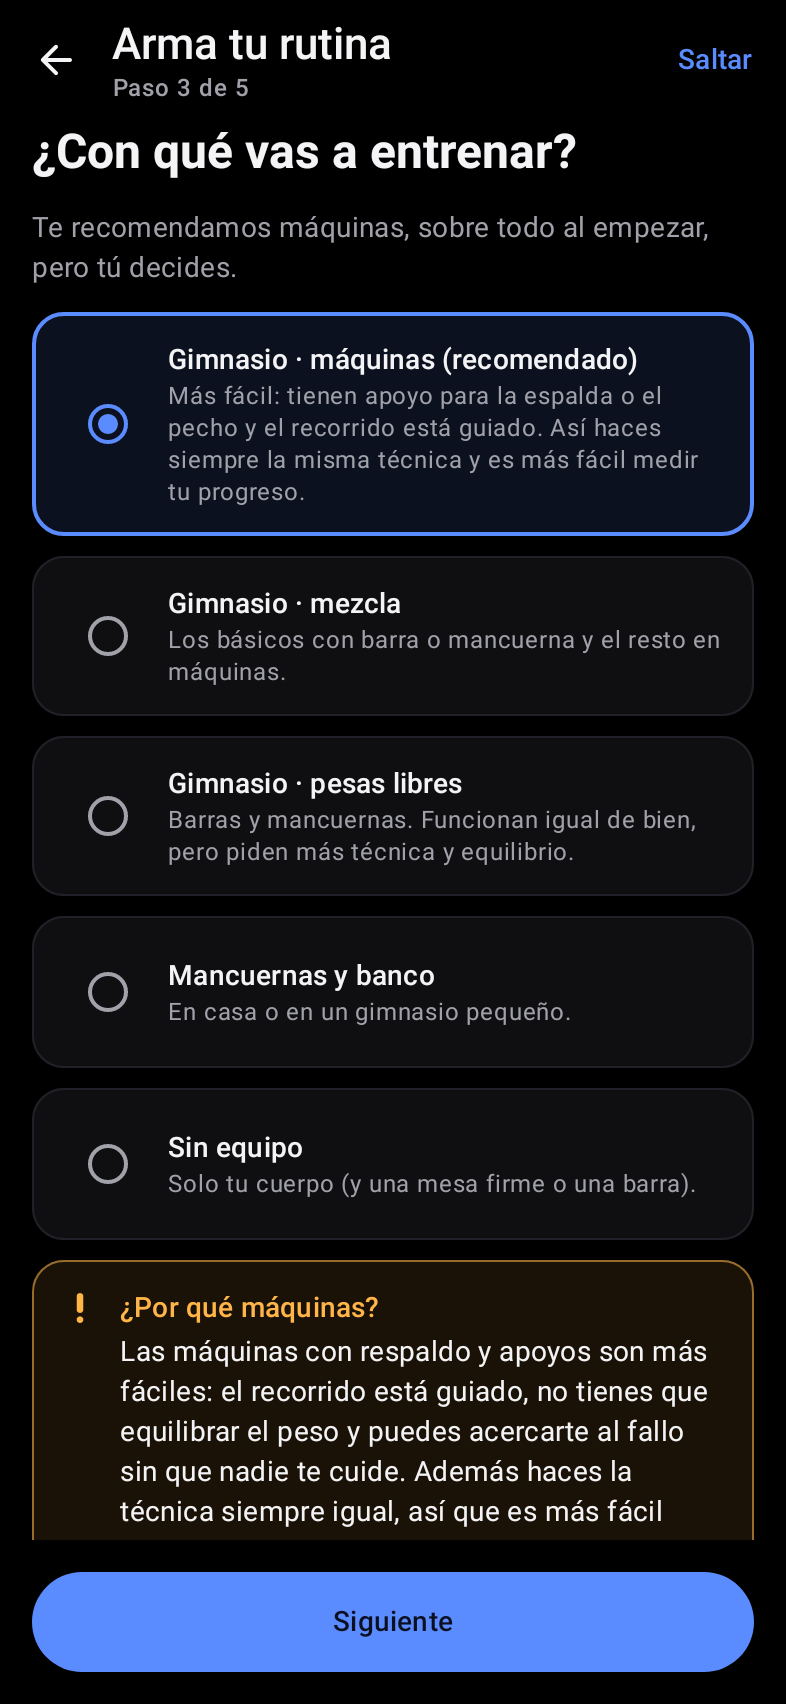 Arma tu rutina
Paso 3 de 5
Saltar
¿Con qué vas a entrenar?
Te recomendamos máquinas, sobre todo al empezar,
pero tú decides.
Gimnasio · máquinas (recomendado)
Más fácil: tienen apoyo para la espalda o el
pecho y el recorrido está guiado. Así haces
siempre la misma técnica y es más fácil medir
tu progreso.
Gimnasio · mezcla
Los básicos con barra o mancuerna y el resto en
máquinas.
Gimnasio · pesas libres
Barras y mancuernas. Funcionan igual de bien,
pero piden más técnica y equilibrio.
Mancuernas y banco
En casa o en un gimnasio pequeño.
Sin equipo
Solo tu cuerpo (y una mesa firme o una barra).
¿Por qué máquinas?
Las máquinas con respaldo y apoyos son más
fáciles: el recorrido está guiado, no tienes que
equilibrar el peso y puedes acercarte al fallo
sin que nadie te cuide. Además haces la
técnica siempre igual, así que es más fácil
Siguiente